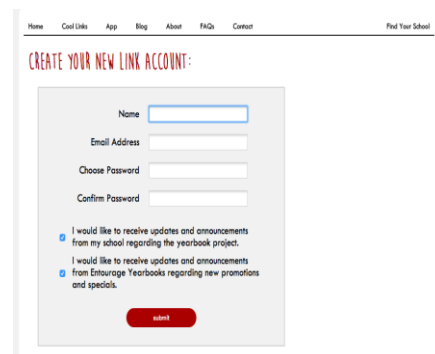 Home Cool Links App Blog About FAQs Contact Find Your School
CREATE YOUR NEW LINK ACCOUNT:
Name
Email Address
Choose Password
Confirm Password
I would like to receive updates and announcements
from my school regarding the yearbook project.
I would like to receive updates and announcements
from Entourage Yearbooks regarding new promotions
and specials.
submit